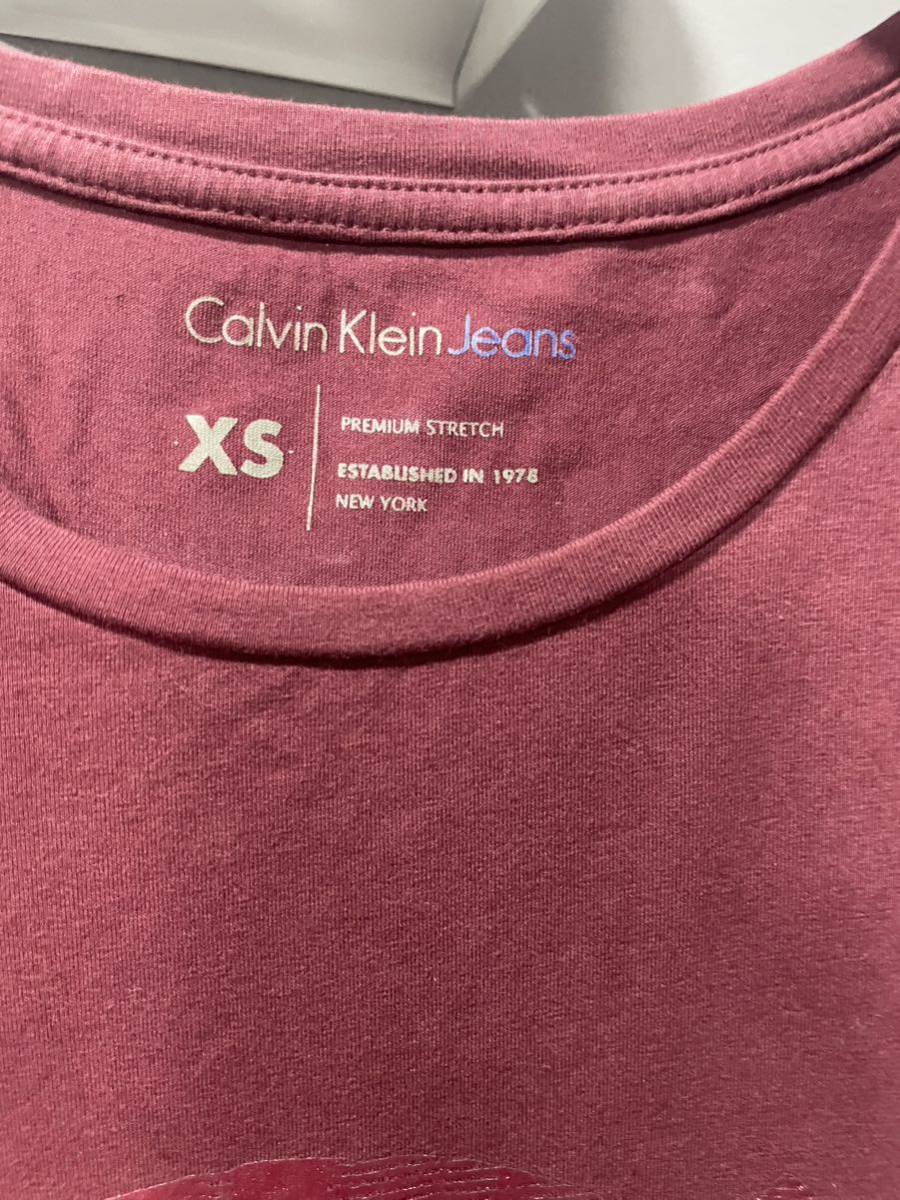 Calvin Klein Jeans
XS
PREMIUM STRETCH
ESTABLISHED IN 1978
NEW YORK